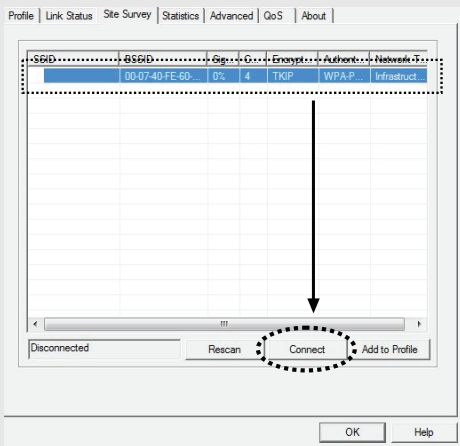 Profile Link Status Site Survey Statistics Advanced QoS About
SSID BSSID Sig... C... Encrypt... Authent... Network T...
00-07-40-FE-60-... 0% 4 TKIP WPA-P... Infrastruct...
Disconnected Rescan Connect Add to Profile
OK Help